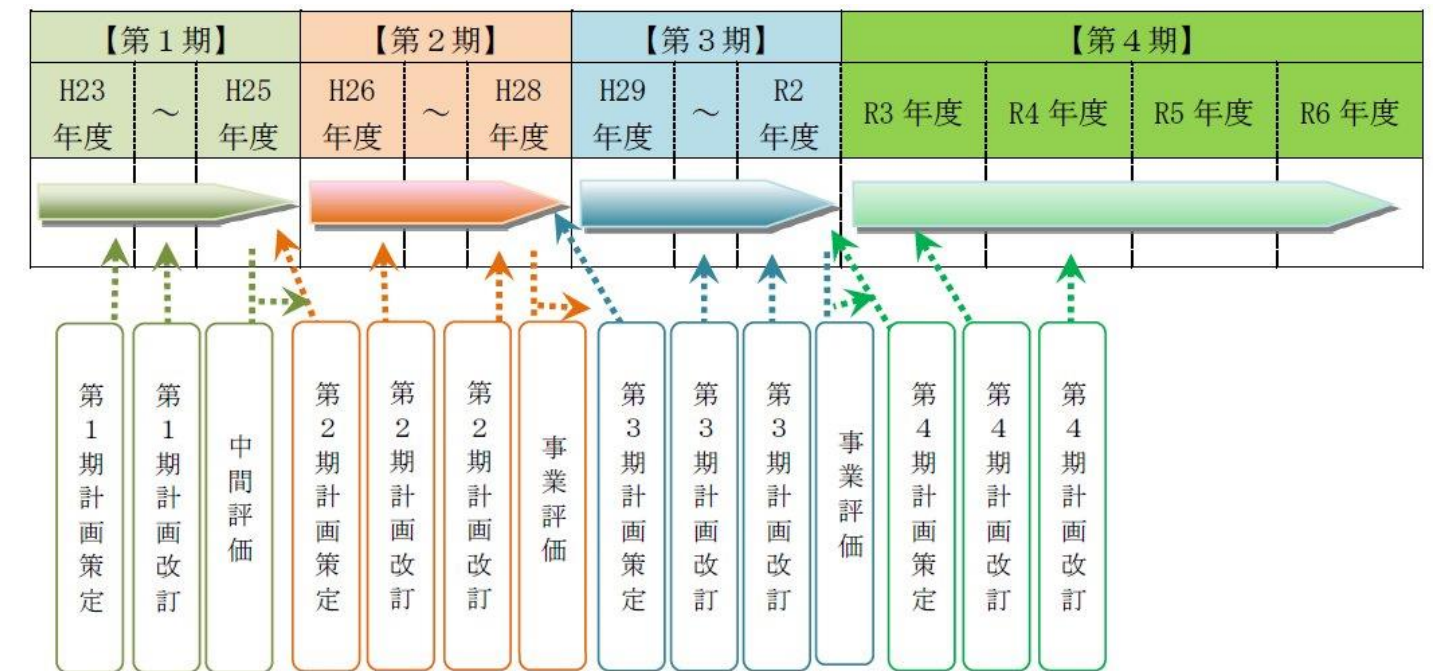 【第1期】
【第2期】
【第3期】
【第4期】
H23
年度
～
H25
年度
H26
年度
～
H28
年度
H29
年度
～
R2
年度
R3 年度
R4 年度
R5 年度
R6 年度
第1期計画策定
第1期計画改訂
中間評価
第2期計画策定
第2期計画改訂
第2期計画改訂
事業評価
第3期計画策定
第3期計画改訂
第3期計画改訂
事業評価
第4期計画策定
第4期計画改訂
第4期計画改訂